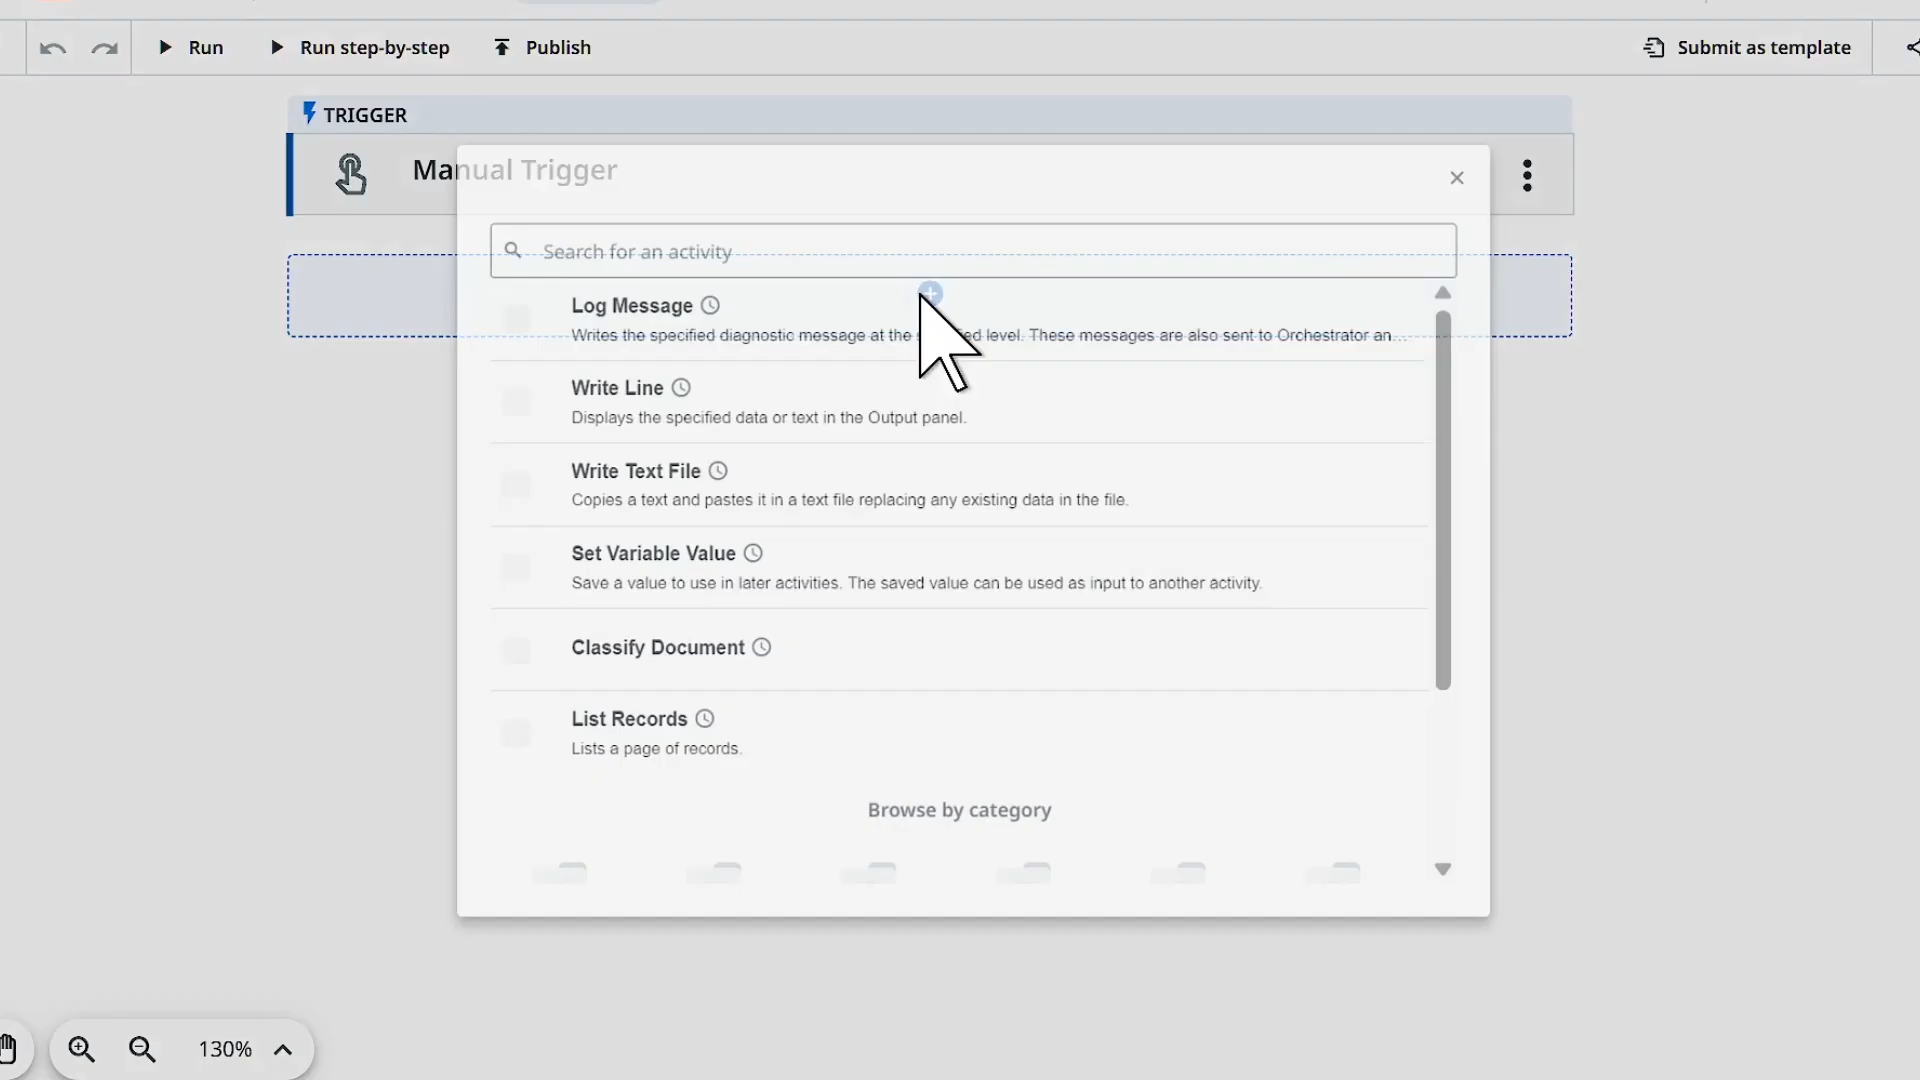 Run
Run step-by-step
Publish
Submit as template
TRIGGER
Manual Trigger
Search for an activity
Log Message
Writes the specified diagnostic message at the level. These messages are also sent to Orchestrator an...
Write Line
Displays the specified data or text in the Output panel.
Write Text File
Copies a text and pastes it in a text file replacing any existing data in the file.
Set Variable Value
Save a value to use in later activities. The saved value can be used as input to another activity.
Classify Document
List Records
Lists a page of records.
Browse by category
130%